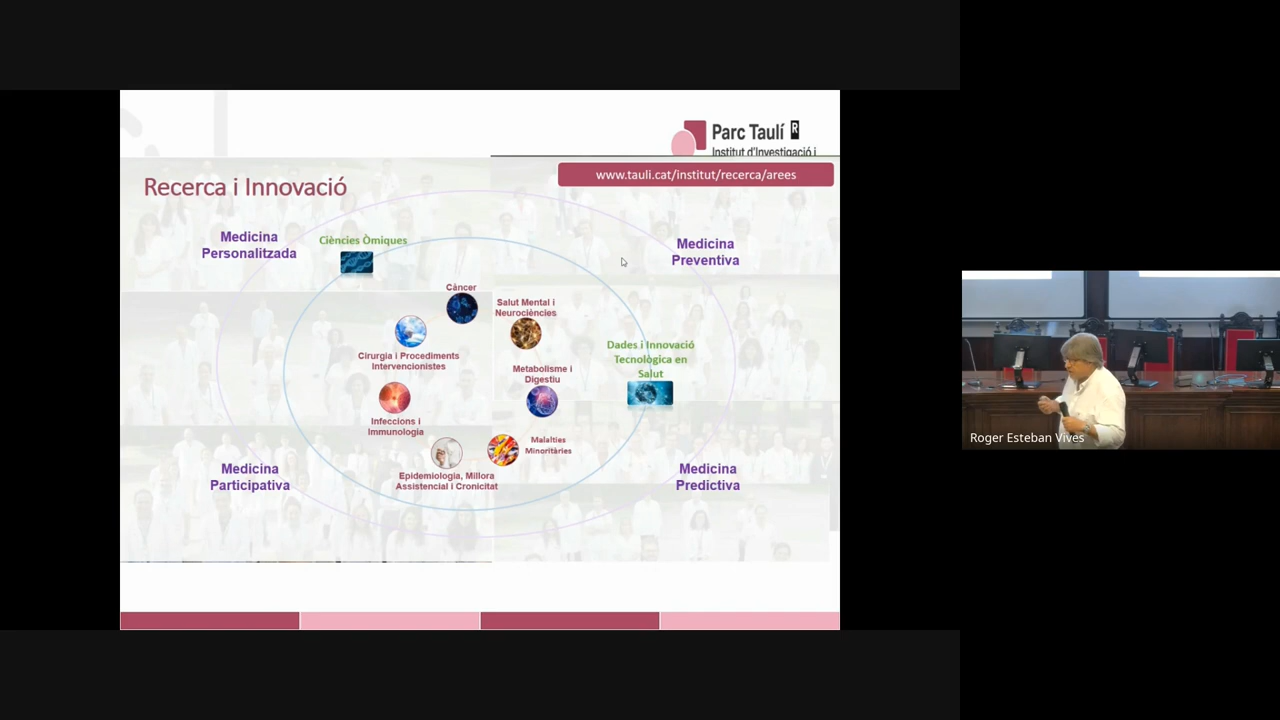 Parc Taulí R
Institut d'Investigació i
www.tauli.cat/institut/recerca/arees
Recerca i Innovació
Medicina
Personalitzada
Ciències Òmiques
Medicina
Preventiva
Càncer
Salut Mental i
Neurociències
Cirurgia i Procediments
Intervencionistes
Dades i Innovació
Tecnològica en
Salut
Metabolisme i
Digestiu
Infeccions i
Immunologia
Malalties
Minoritàries
Epidemiologia, Millora
Assistencial i Cronicitat
Medicina
Participativa
Medicina
Predictiva
Roger Esteban Vives